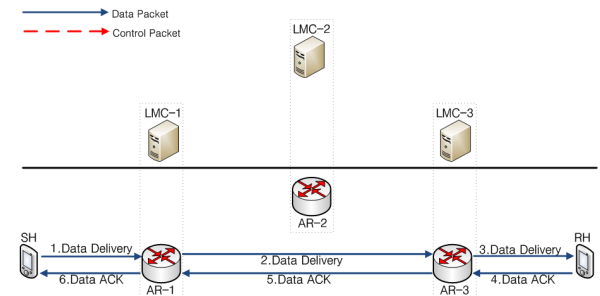 Data Packet
Control Packet
LMC-2
LMC-1
LMC-3
AR-2
SH
RH
1.Data Delivery
2.Data Delivery
3.Data Delivery
6.Data ACK
5.Data ACK
4.Data ACK
AR-1
AR-3